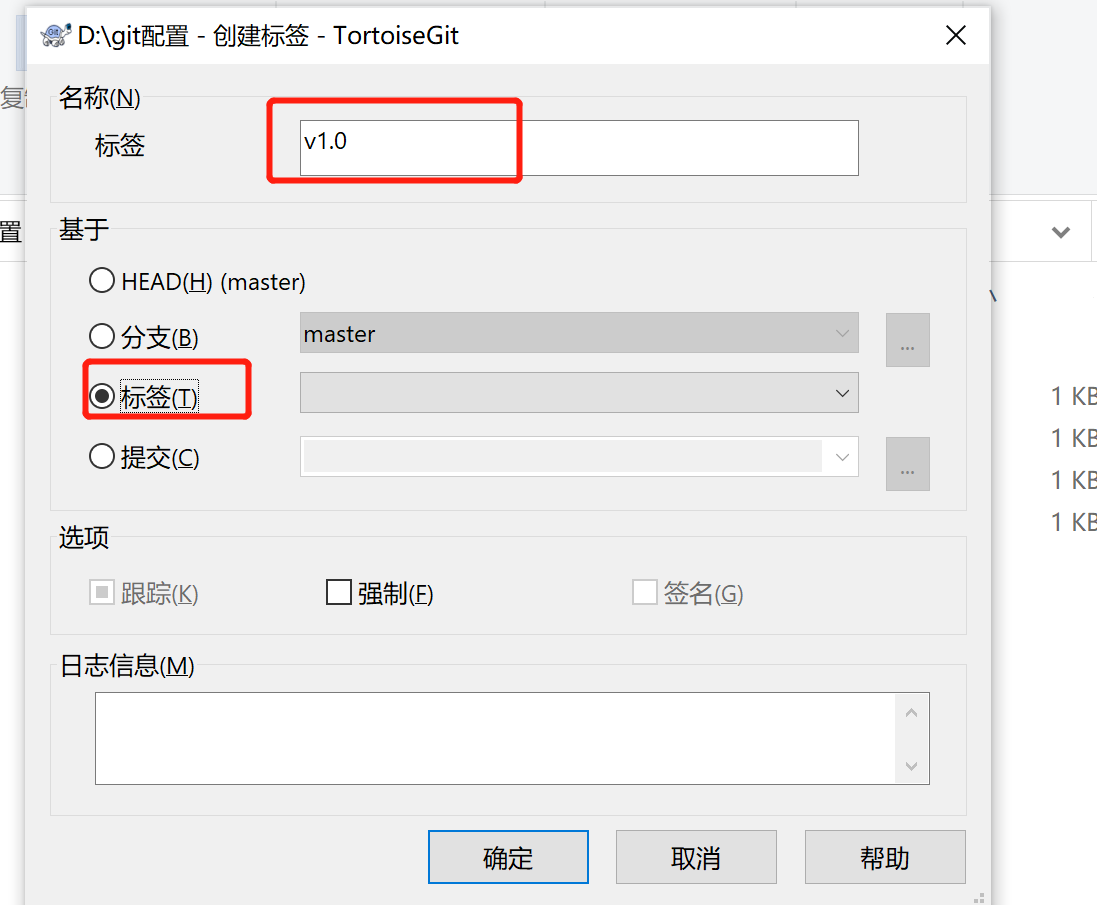 D:\git配置 - 创建标签 - TortoiseGit
名称(N)
标签
v1.0
置
基于
HEAD(H) (master)
分支(B)
master
...
标签(T)
1 KB
提交(C)
...
1 KB
1 KB
1 KB
选项
跟踪(K)
强制(F)
签名(G)
日志信息(M)
确定
取消
帮助